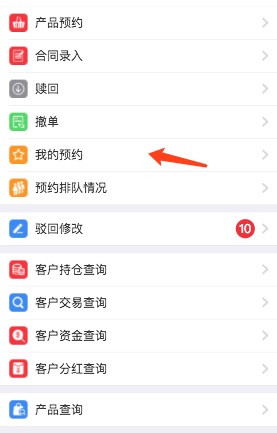 产品预约
合同录入
赎回
撤单
我的预约
预约排队情况
驳回修改
10
客户持仓查询
客户交易查询
客户资金查询
客户分红查询
产品查询